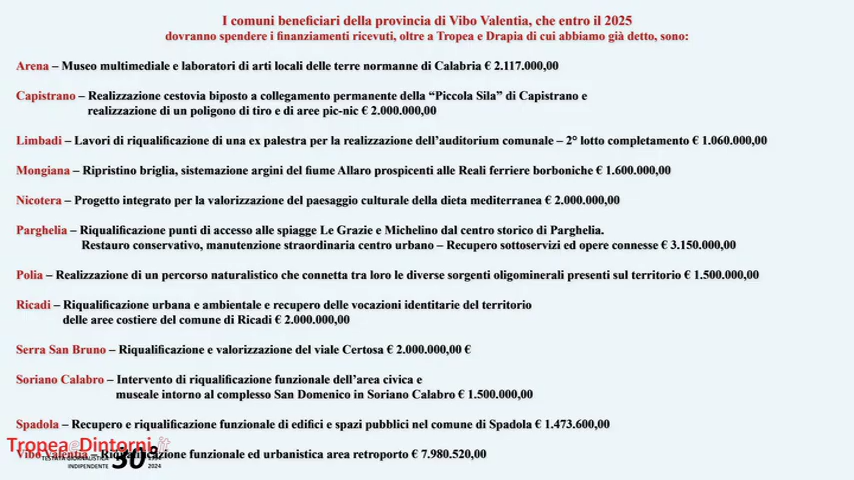 I comuni beneficiari della provincia di Vibo Valentia, che entro il 2025
dovranno spendere i finanziamenti ricevuti, oltre a Tropea e Drapia di cui abbiamo già detto, sono:
Arena – Museo multimediale e laboratori di arti locali delle terre normanne di Calabria € 2.117.000,00
Capistrano – Realizzazione cestovia biposto a collegamento permanente della “Piccola Sila” di Capistrano e
realizzazione di un poligono di tiro e di aree pic-nic € 2.000.000,00
Limbadi – Lavori di riqualificazione di una ex palestra per la realizzazione dell’auditorium comunale – 2° lotto completamento € 1.060.000,00
Mongiana – Ripristino briglia, sistemazione argini del fiume Allaro prospicenti alle Reali ferriere borboniche € 1.600.000,00
Nicotera – Progetto integrato per la valorizzazione del paesaggio culturale della dieta mediterranea € 2.000.000,00
Parghelia – Riqualificazione punti di accesso alle spiagge Le Grazie e Michelino dal centro storico di Parghelia.
Restauro conservativo, manutenzione straordinaria centro urbano – Recupero sottoservizi ed opere connesse € 3.150.000,00
Polia – Realizzazione di un percorso naturalistico che connetta tra loro le diverse sorgenti oligominerali presenti sul territorio € 1.500.000,00
Ricadi – Riqualificazione urbana e ambientale e recupero delle vocazioni identitarie del territorio
delle aree costiere del comune di Ricadi € 2.000.000,00
Serra San Bruno – Riqualificazione e valorizzazione del viale Certosa € 2.000.000,00 €
Soriano Calabro – Intervento di riqualificazione funzionale dell’area civica e
museale intorno al complesso San Domenico in Soriano Calabro € 1.500.000,00
Spadola – Recupero e riqualificazione funzionale di edifici e spazi pubblici nel comune di Spadola € 1.473.600,00
TropeaeDintorni.it
Vibo Valentia – Riqualificazione funzionale ed urbanistica area retroporto € 7.980.520,00
TESTATA GIORNALISTICA
INDIPENDENTE
30°
2024